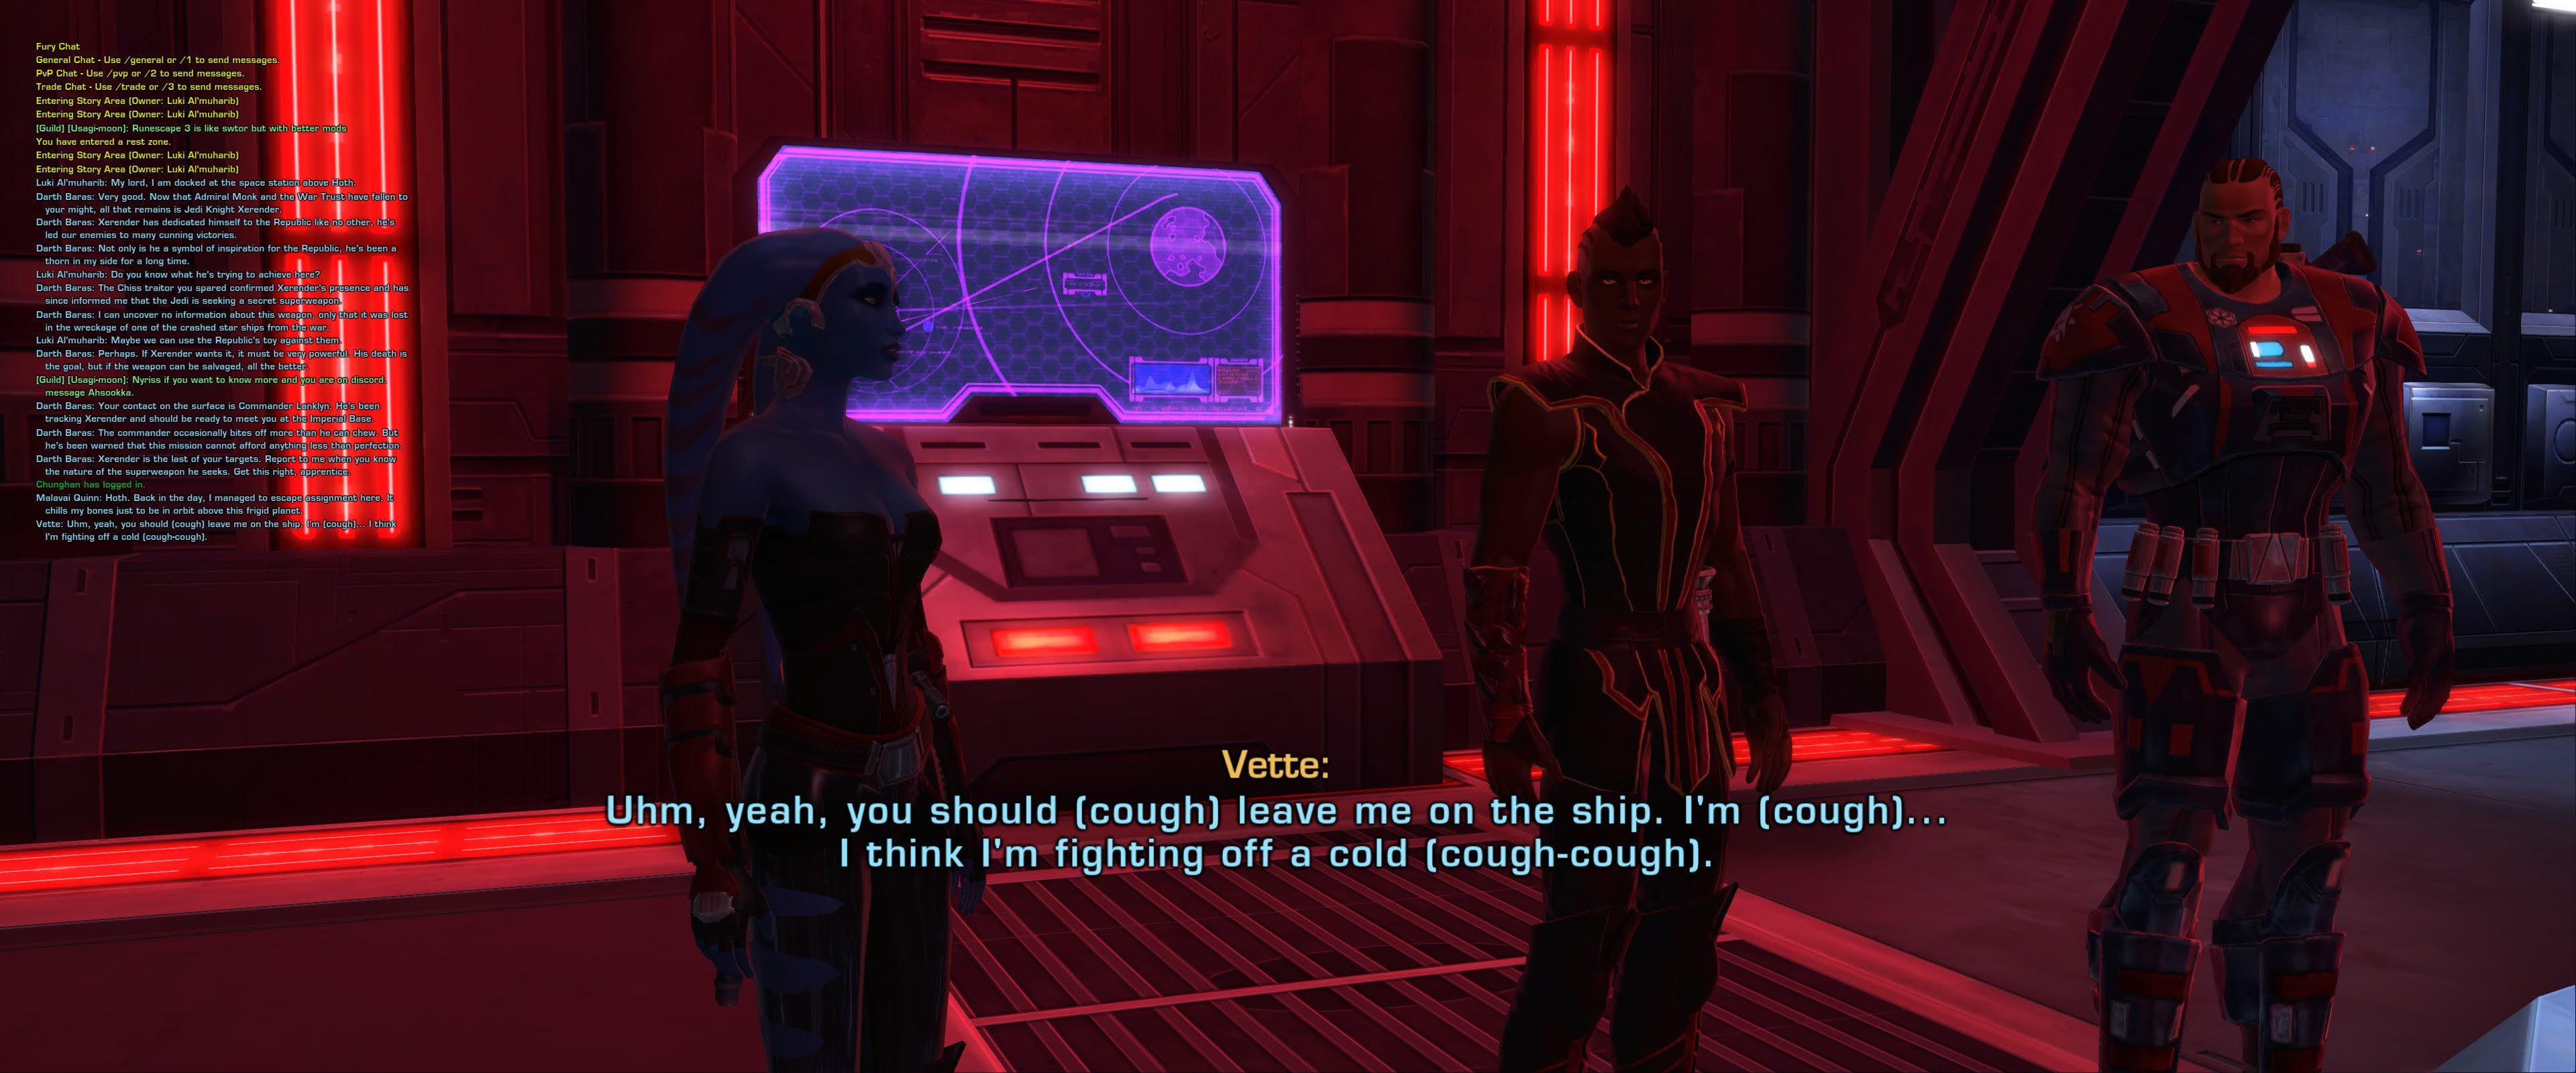 Fury Chat
General Chat - Use /general or /1 to send messages.
PvP Chat - Use /pvp or /2 to send messages.
Trade Chat - Use /trade or /3 to send messages.
Entering Story Area (Owner: Luki Al'muharib)
Entering Story Area (Owner: Luki Al'muharib)
[Guild] [Usagi-moon]: Runescape 3 is like swtor but with better mods
You have entered a rest zone.
Entering Story Area (Owner: Luki Al'muharib)
Entering Story Area (Owner: Luki Al'muharib)
Luki Al'muharib: My lord, I am docked at the space station above Hoth.
Darth Baras: Very good. Now that Admiral Monk and the War Trust have fallen to
your might, all that remains is Jedi Knight Xerender.
Darth Baras: Xerender has dedicated himself to the Republic like no other, he's
led our enemies to many cunning victories.
Darth Baras: Not only is he a symbol of inspiration for the Republic, he's been a
thorn in my side for a long time.
Luki Al'muharib: Do you know what he's trying to achieve here?
Darth Baras: The Chiss traitor you spared confirmed Xerender's presence and has
since informed me that the Jedi is seeking a secret superweapon.
Darth Baras: I can uncover no information about this weapon, only that it was lost
in the wreckage of one of the crashed star ships from the war.
Luki Al'muharib: Maybe we can use the Republic's toy against them.
Darth Baras: Perhaps. If Xerender wants it, it must be very powerful. His death is
the goal, but if the weapon can be salvaged, all the better.
[Guild] [Usagi-moon]: Nyriss if you want to know more and you are on discord.
message Ahsookka.
Darth Baras: Your contact on the surface is Commander Lanklyn. He's been
tracking Xerender and should be ready to meet you at the Imperial Base.
Darth Baras: The commander occasionally bites off more than he can chew. But
he's been warned that this mission cannot afford anything less than perfection.
Darth Baras: Xerender is the last of your targets. Report to me when you know
the nature of the superweapon he seeks. Get this right, apprentice.
Chunghan has logged in.
Malavai Quinn: Hoth. Back in the day, I managed to escape assignment here. It
chills my bones just to be in orbit above this frigid planet.
Vette: Uhm, yeah, you should (cough) leave me on the ship. I'm (cough)... I think
I'm fighting off a cold (cough-cough).
Vette:
Uhm, yeah, you should (cough) leave me on the ship. I'm (cough)...
I think I'm fighting off a cold (cough-cough).